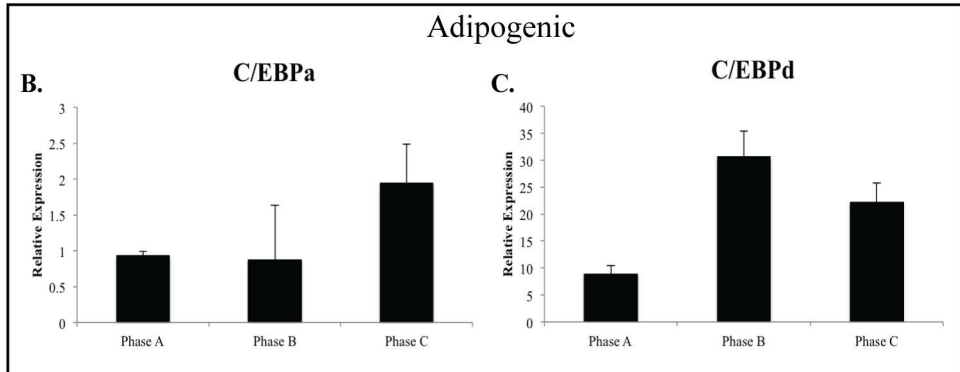 Adipogenic
B.
C/EBPa
Relative Expression
3
2.5
2
1.5
1
0.5
0
Phase A Phase B Phase C
C.
C/EBPd
Relative Expression
40
35
30
25
20
15
10
5
0
Phase A Phase B Phase C